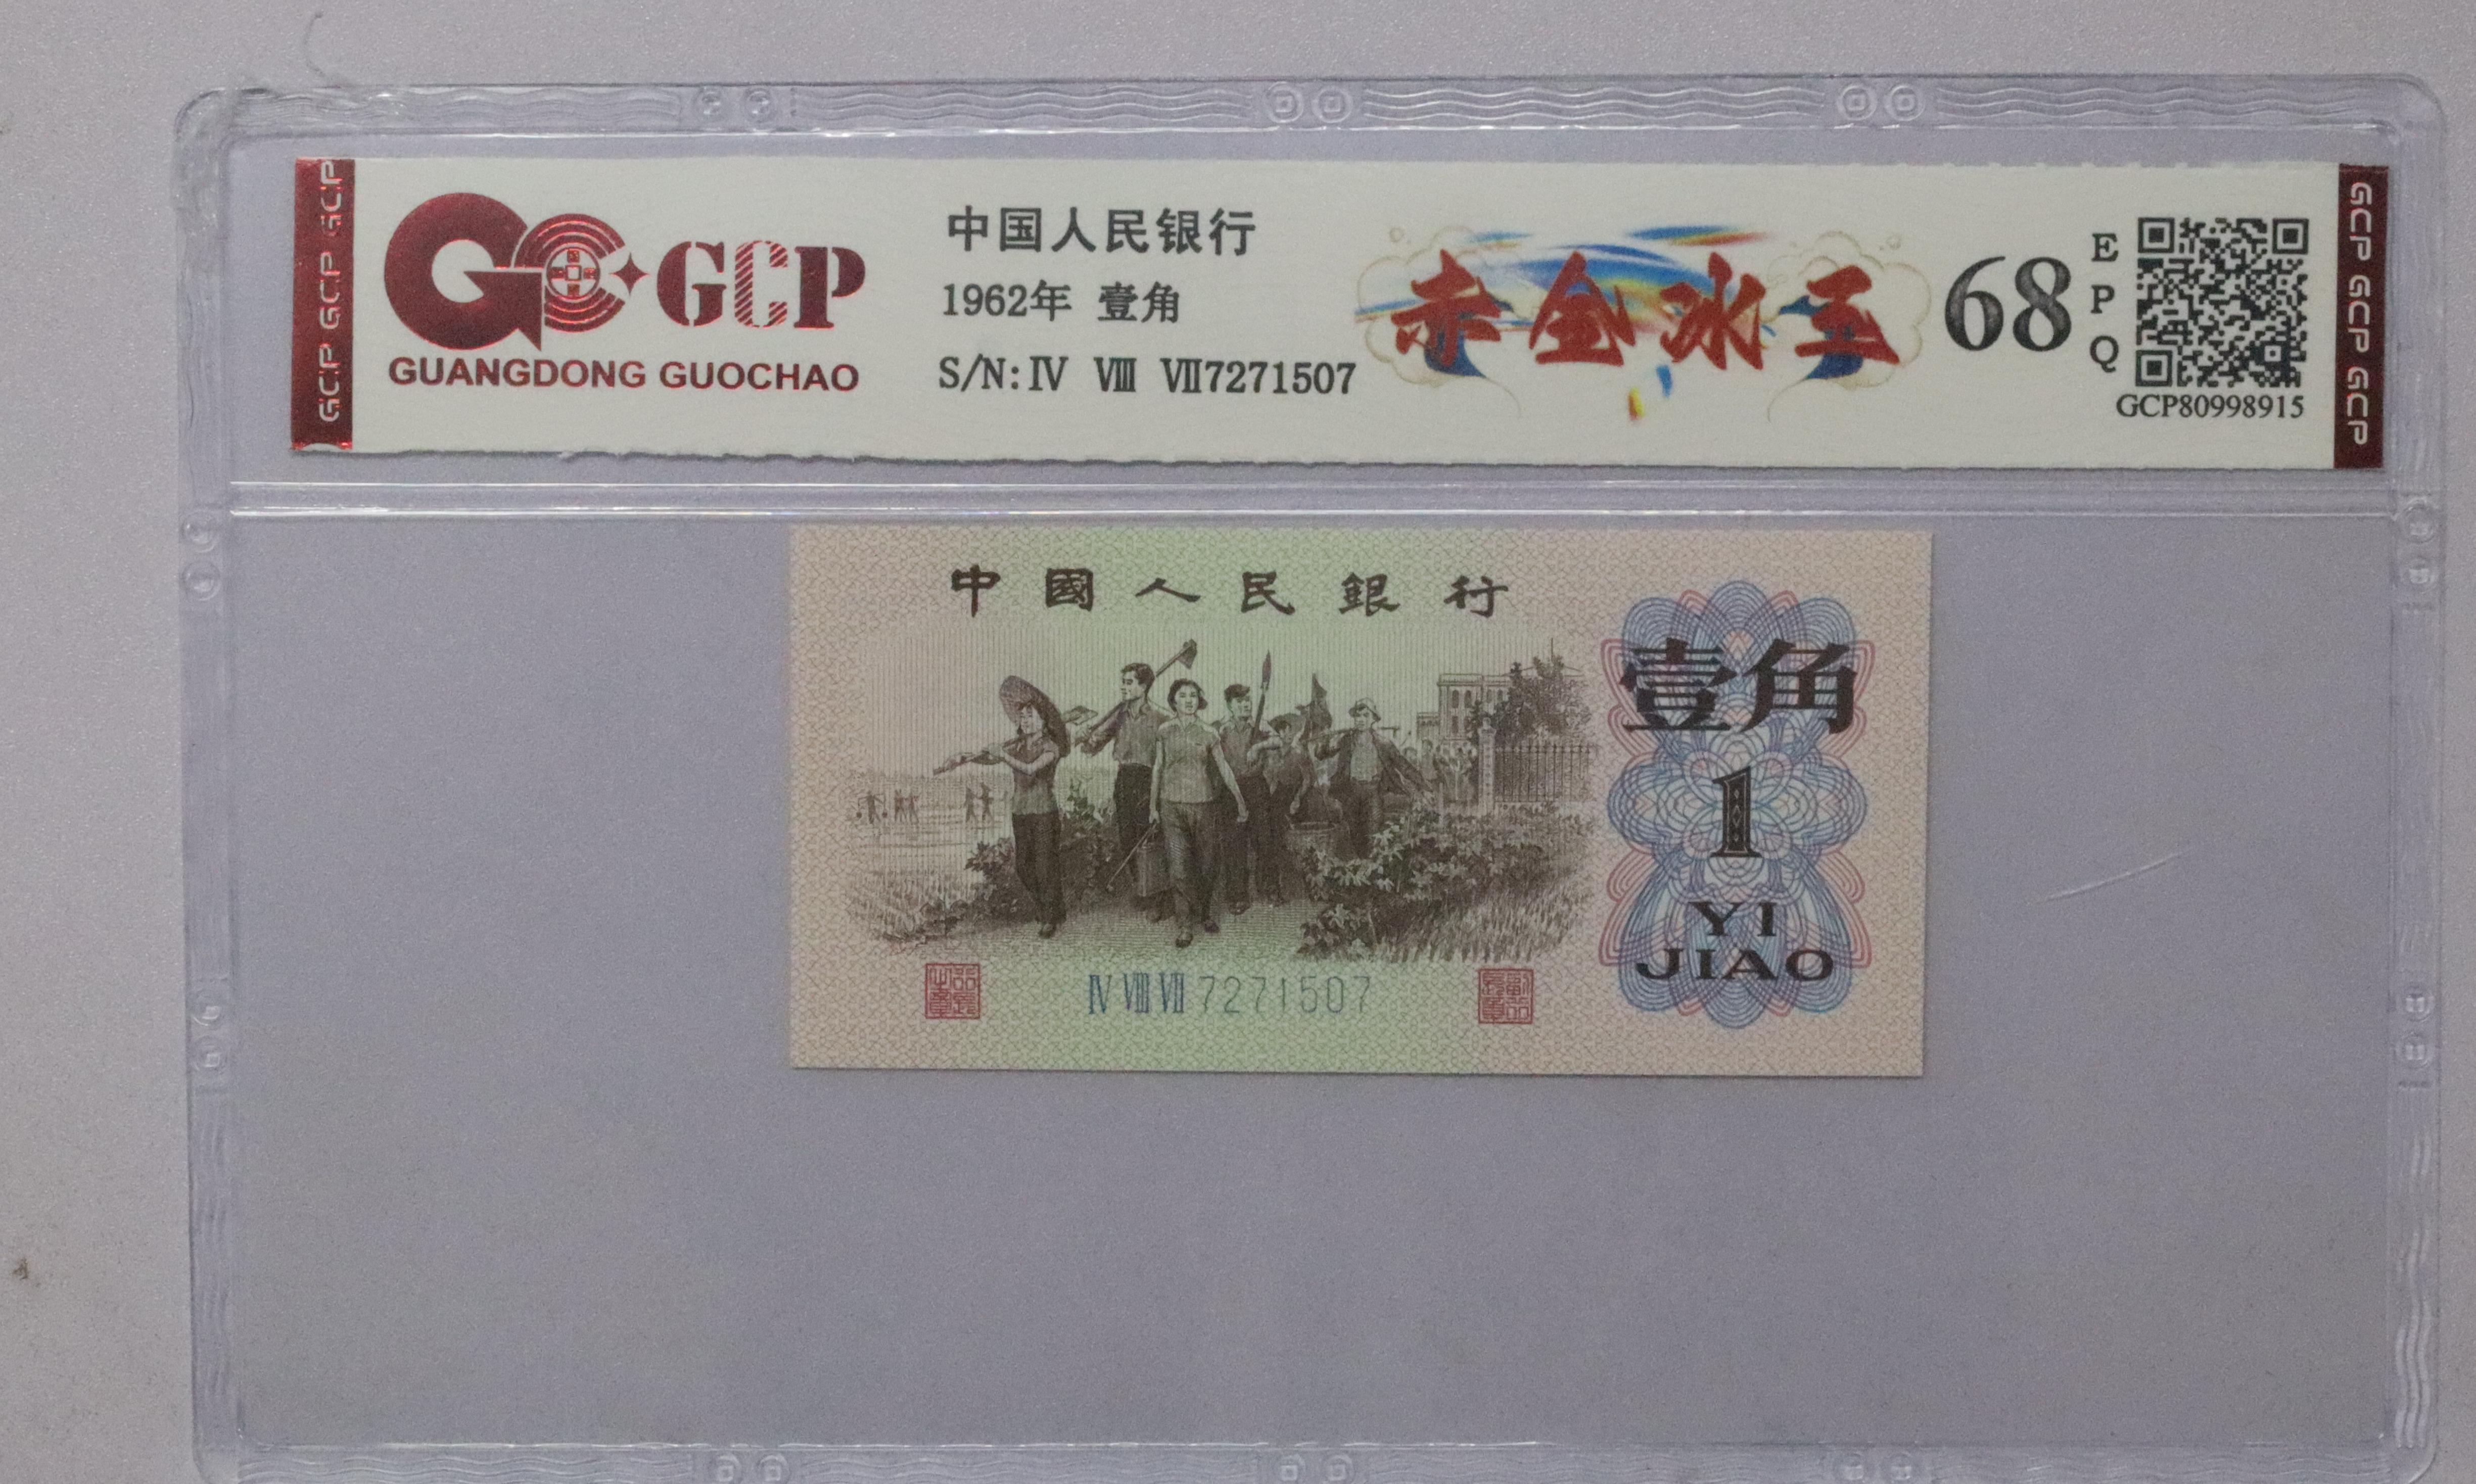 GCP GCP GCP
GCP
GUANGDONG GUOCHAO
中国人民银行
1962年 壹角
S/N: IV VIII VII7271507
赤金冰王
68
EPQ
GCP80998915
GCP GCP GCP
中國人民銀行
壹角
1
YI
JIAO
IV VIII VII 7271507